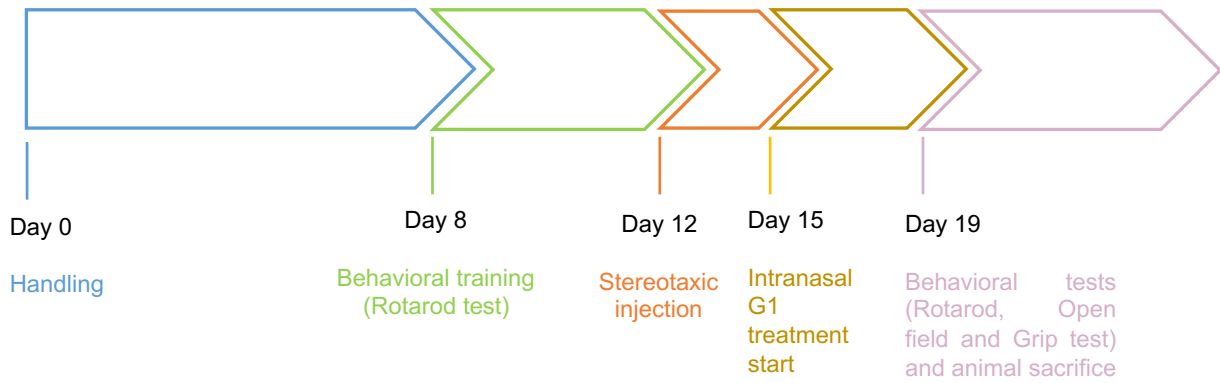 Day 0
Day 8
Day 12
Day 15
Day 19
Handling
Behavioral training
(Rotarod test)
Stereotaxic
injection
Intranasal
G1
treatment
start
Behavioral tests
(Rotarod, Open
field and Grip test)
and animal sacrifice